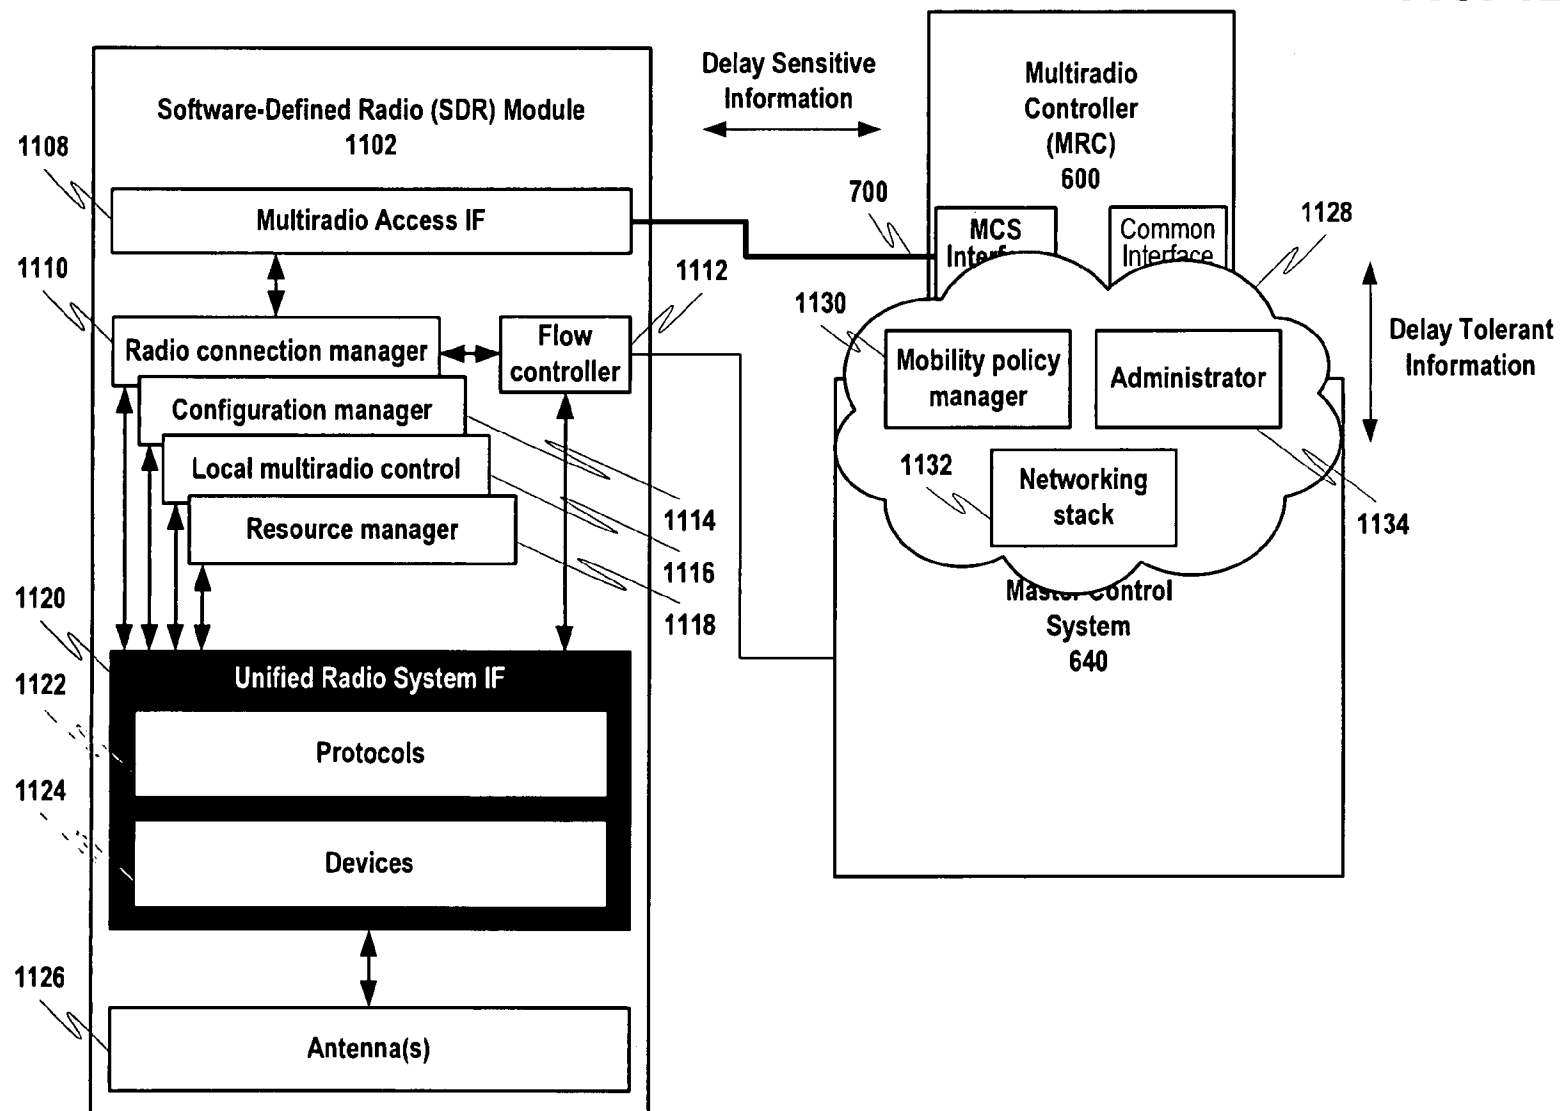 Software-Defined Radio (SDR) Module
1102
1108
Multiradio Access IF
1110
Radio connection manager
Flow
controller
1112
Configuration manager
Local multiradio control
Resource manager
1114
1116
1118
1120
Unified Radio System IF
1122
Protocols
1124
Devices
1126
Antenna(s)
Delay Sensitive
Information
700
Multiradio
Controller
(MRC)
600
MCS
Interface
Common
Interface
1128
1130
Mobility policy
manager
Administrator
1132
Networking
stack
1134
Delay Tolerant
Information
Master Control
System
640